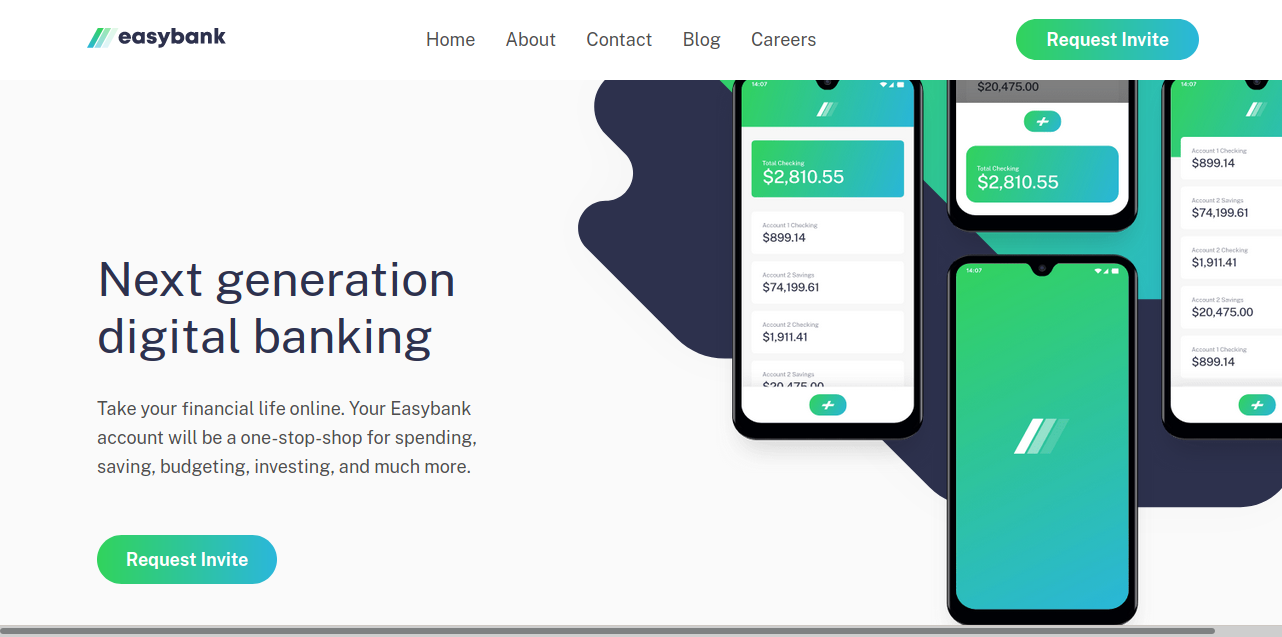 easybank
Home
About
Contact
Blog
Careers
Request Invite
Next generation
digital banking
Take your financial life online. Your Easybank
account will be a one-stop-shop for spending,
saving, budgeting, investing, and much more.
Request Invite
14:07
Total Checking
$2,810.55
Account 1 Checking
$899.14
Account 2 Savings
$74,199.61
Account 2 Checking
$1,911.41
Account 2 Savings
$20,475.00
$20,475.00
Total Checking
$2,810.55
14:07
14:07
Account 1 Checking
$899.14
Account 2 Savings
$74,199.61
Account 2 Checking
$1,911.41
Account 2 Savings
$20,475.00
Account 1 Checking
$899.14